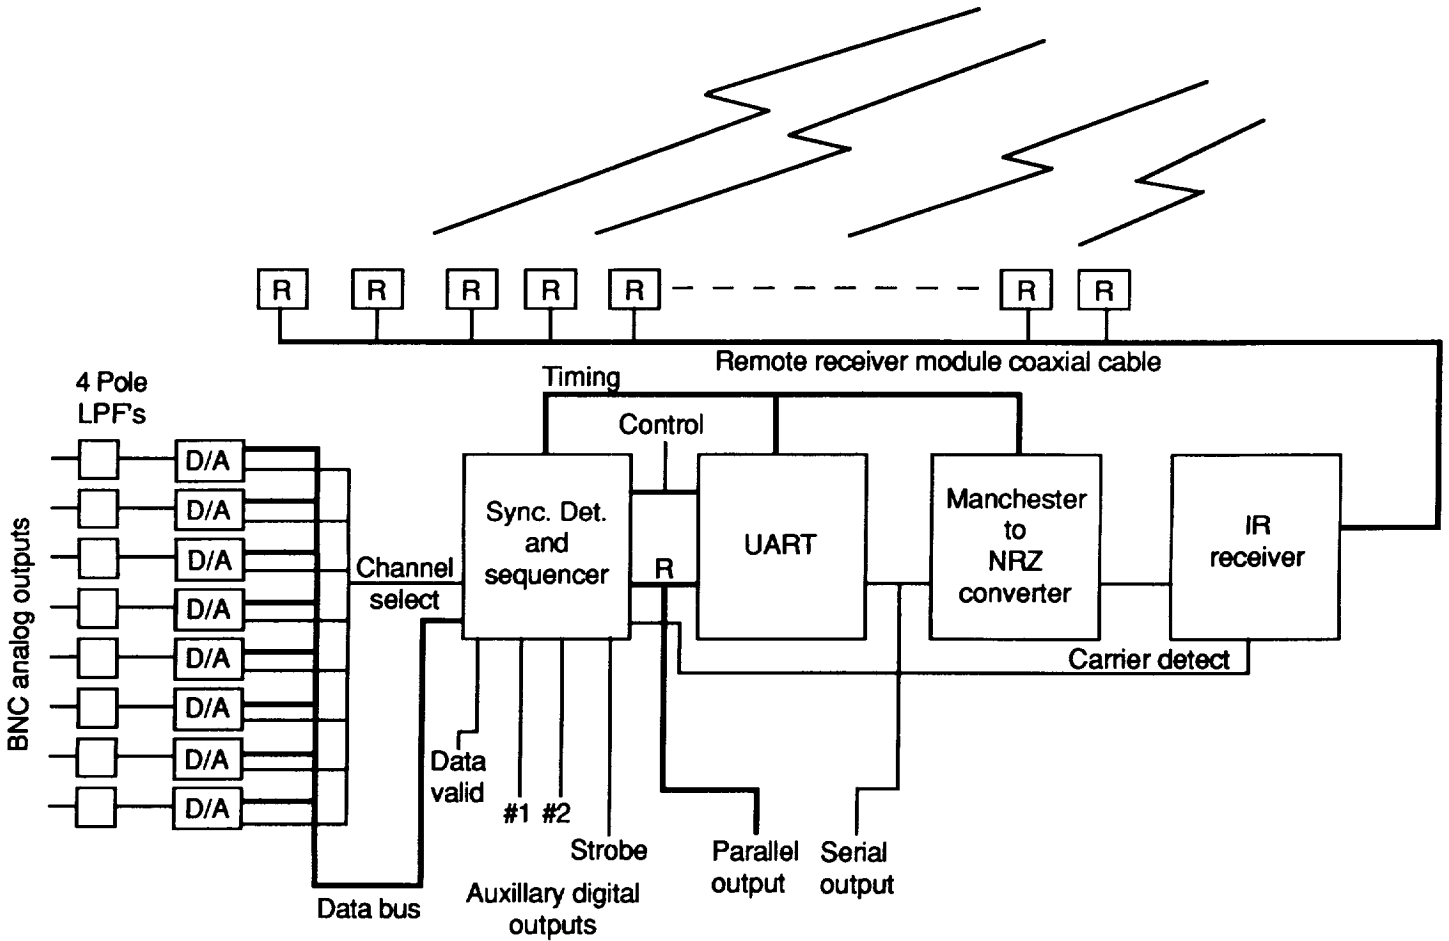 R R R R R R R
Remote receiver module coaxial cable
Timing
4 Pole
LPF's
Control
D/A
D/A
D/A
D/A
D/A
D/A
D/A
D/A
BNC analog outputs
Channel
select
Sync. Det.
and
sequencer
R
UART
Manchester
to
NRZ
converter
IR
receiver
Carrier detect
Data
valid
#1 #2
Strobe
Parallel
output
Serial
output
Auxillary digital
outputs
Data bus